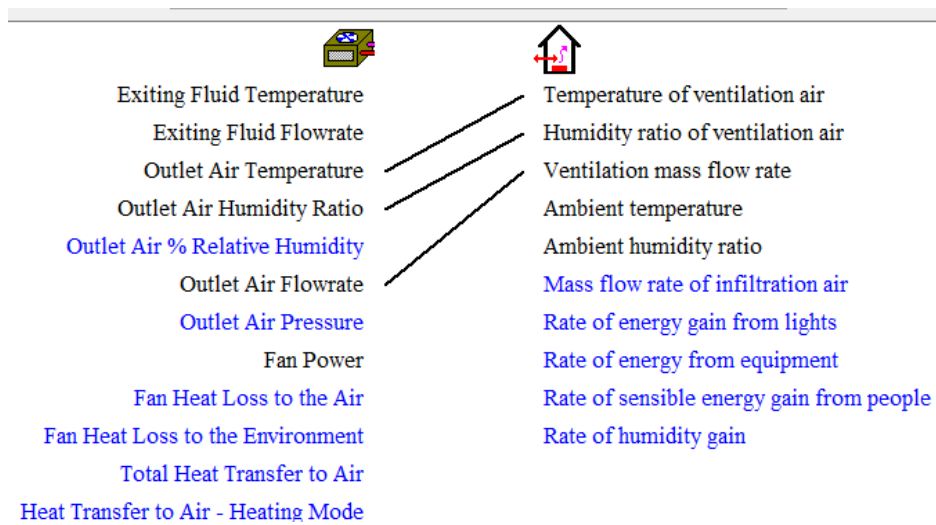 Exiting Fluid Temperature
Exiting Fluid Flowrate
Outlet Air Temperature
Outlet Air Humidity Ratio
Outlet Air % Relative Humidity
Outlet Air Flowrate
Outlet Air Pressure
Fan Power
Fan Heat Loss to the Air
Fan Heat Loss to the Environment
Total Heat Transfer to Air
Heat Transfer to Air - Heating Mode
Temperature of ventilation air
Humidity ratio of ventilation air
Ventilation mass flow rate
Ambient temperature
Ambient humidity ratio
Mass flow rate of infiltration air
Rate of energy gain from lights
Rate of energy from equipment
Rate of sensible energy gain from people
Rate of humidity gain